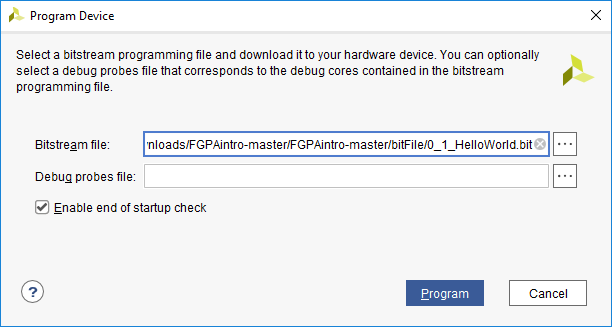 Program Device
Select a bitstream programming file and download it to your hardware device. You can optionally
select a debug probes file that corresponds to the debug cores contained in the bitstream
programming file.
Bitstream file: nloads/FGPAintro-master/FGPAintro-master/bitFile/0_1_HelloWorld.bit ...
Debug probes file: ...
Enable end of startup check
? Program Cancel